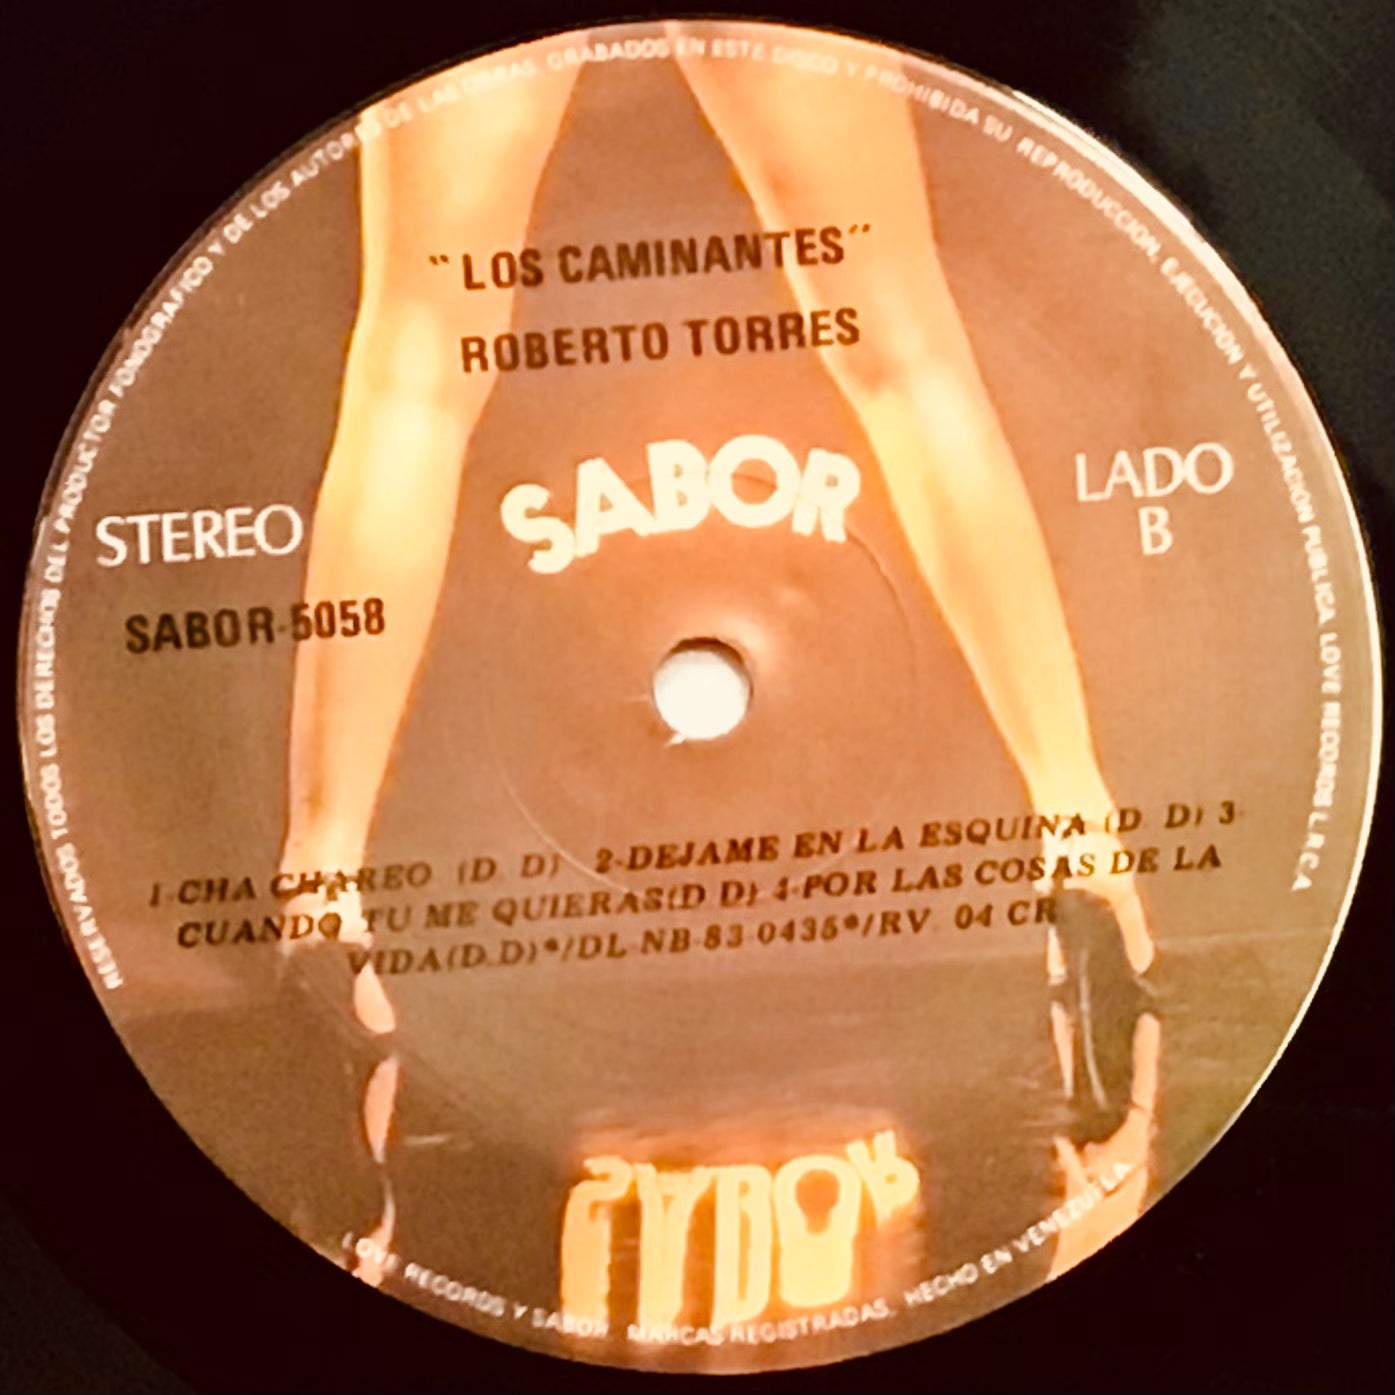 RESERVADOS TODOS LOS DERECHOS DEL PRODUCTOR FONOGRAFICO Y DE LOS AUTORES DE LAS OBRAS GRABADOS EN ESTE DISCO Y PROHIBIDA SU REPRODUCCION, EJECUCION Y UTILIZACION PUBLICA. LOVE RECORDS L.R.C.A.
"LOS CAMINANTES"
ROBERTO TORRES
SABOR
STEREO
LADO
B
SABOR-5058
1-CHA CHAREO (D. D) 2-DEJAME EN LA ESQUINA (D. D) 3-
CUANDO TU ME QUIERAS(D D) 4-POR LAS COSAS DE LA
VIDA(D.D)*/DL-NB-83-0435*/RV. 04 CR
SABOR
LOVE RECORDS Y SABOR MARCAS REGISTRADAS. HECHO EN VENEZUELA